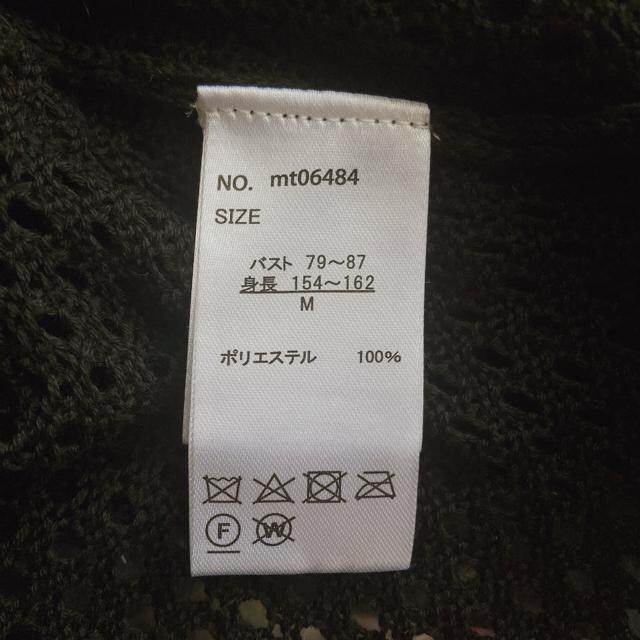 NO. mt06484
SIZE
バスト 79～87
身長 154～162
M
ポリエステル 100%
F W